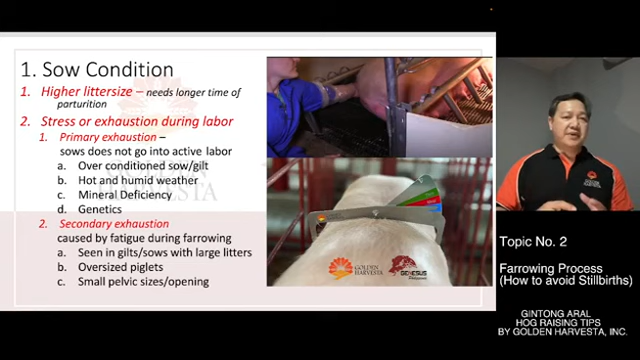 1. Sow Condition
1. Higher littersize – needs longer time of
parturition
2. Stress or exhaustion during labor
1. Primary exhaustion –
sows does not go into active labor
a. Over conditioned sow/gilt
b. Hot and humid weather
c. Mineral Deficiency
d. Genetics
2. Secondary exhaustion
caused by fatigue during farrowing
a. Seen in gilts/sows with large litters
b. Oversized piglets
c. Small pelvic sizes/opening
GOLDEN
HARVESTA
GENESUS
Topic No. 2
Farrowing Process
(How to avoid Stillbirths)
GINTONG ARAL
HOG RAISING TIPS
BY GOLDEN HARVESTA, INC.